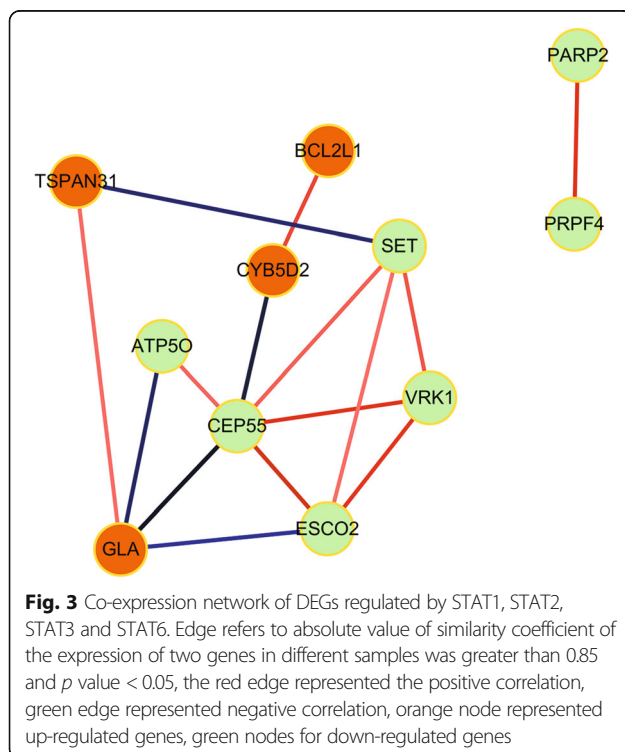 PARP2
BCL2L1
TSPAN31
PRPF4
SET
CYB5D2
ATP5O
VRK1
CEP55
ESCO2
GLA
Fig. 3 Co-expression network of DEGs regulated by STAT1, STAT2,
STAT3 and STAT6. Edge refers to absolute value of similarity coefficient of
the expression of two genes in different samples was greater than 0.85
and p value < 0.05, the red edge represented the positive correlation,
green edge represented negative correlation, orange node represented
up-regulated genes, green nodes for down-regulated genes